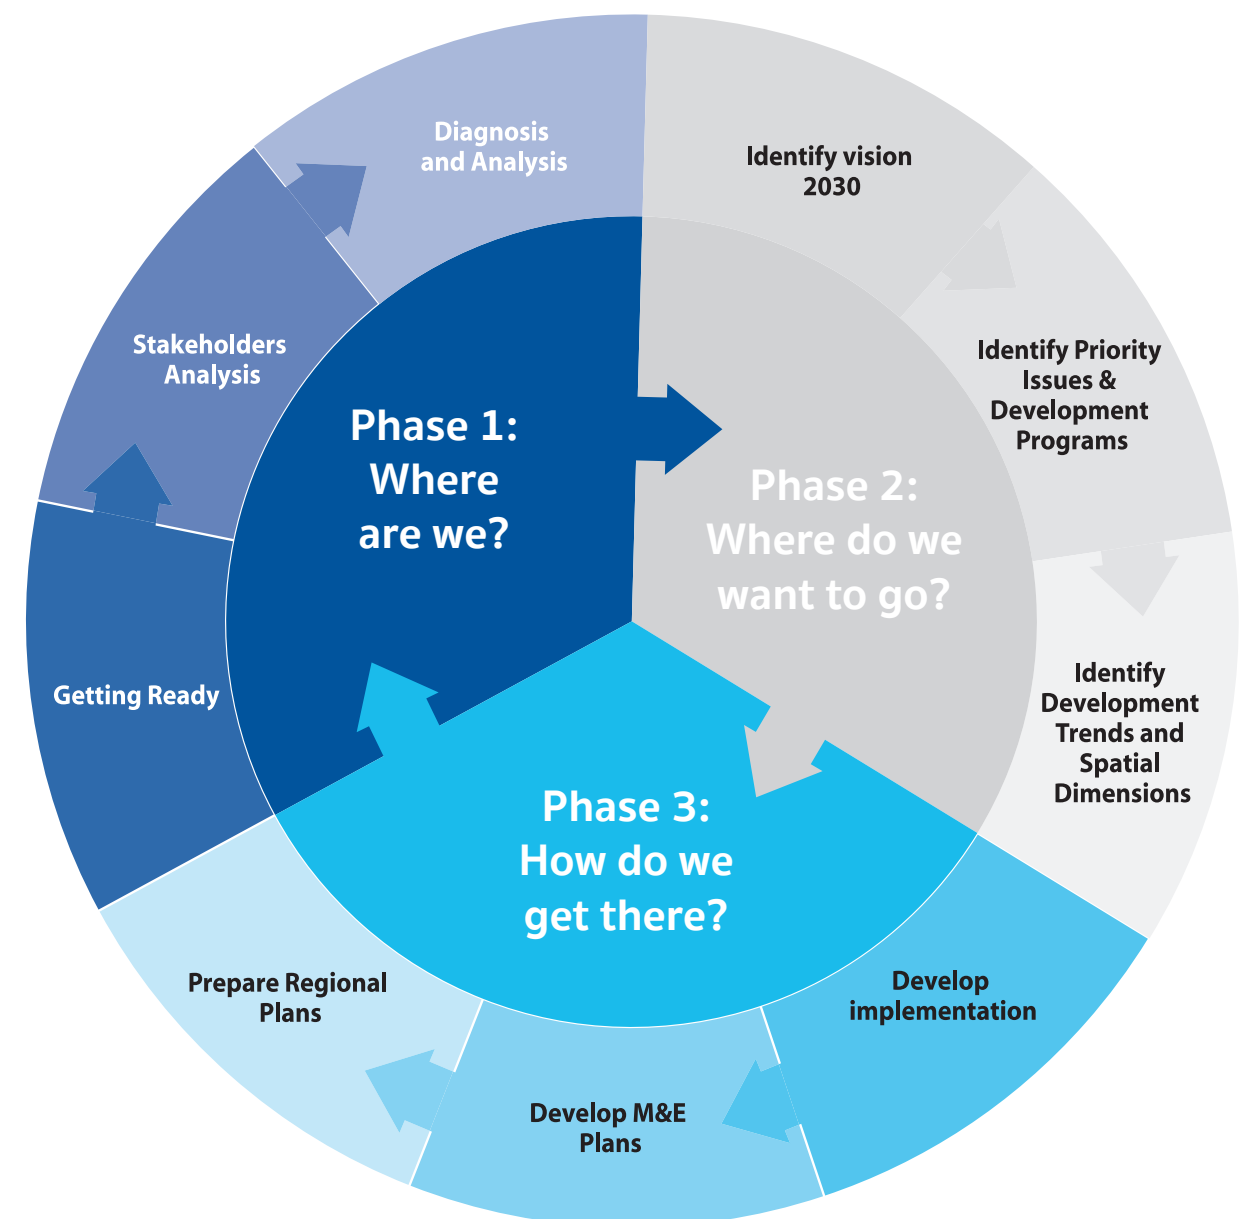 Diagnosis
and Analysis
Identify vision
2030
Stakeholders
Analysis
Identify Priority
Issues &
Development
Programs
Phase 1:
Where
are we?
Phase 2:
Where do we
want to go?
Getting Ready
Identify
Development
Trends and
Spatial
Dimensions
Phase 3:
How do we
get there?
Prepare Regional
Plans
Develop
implementation
Develop M&E
Plans